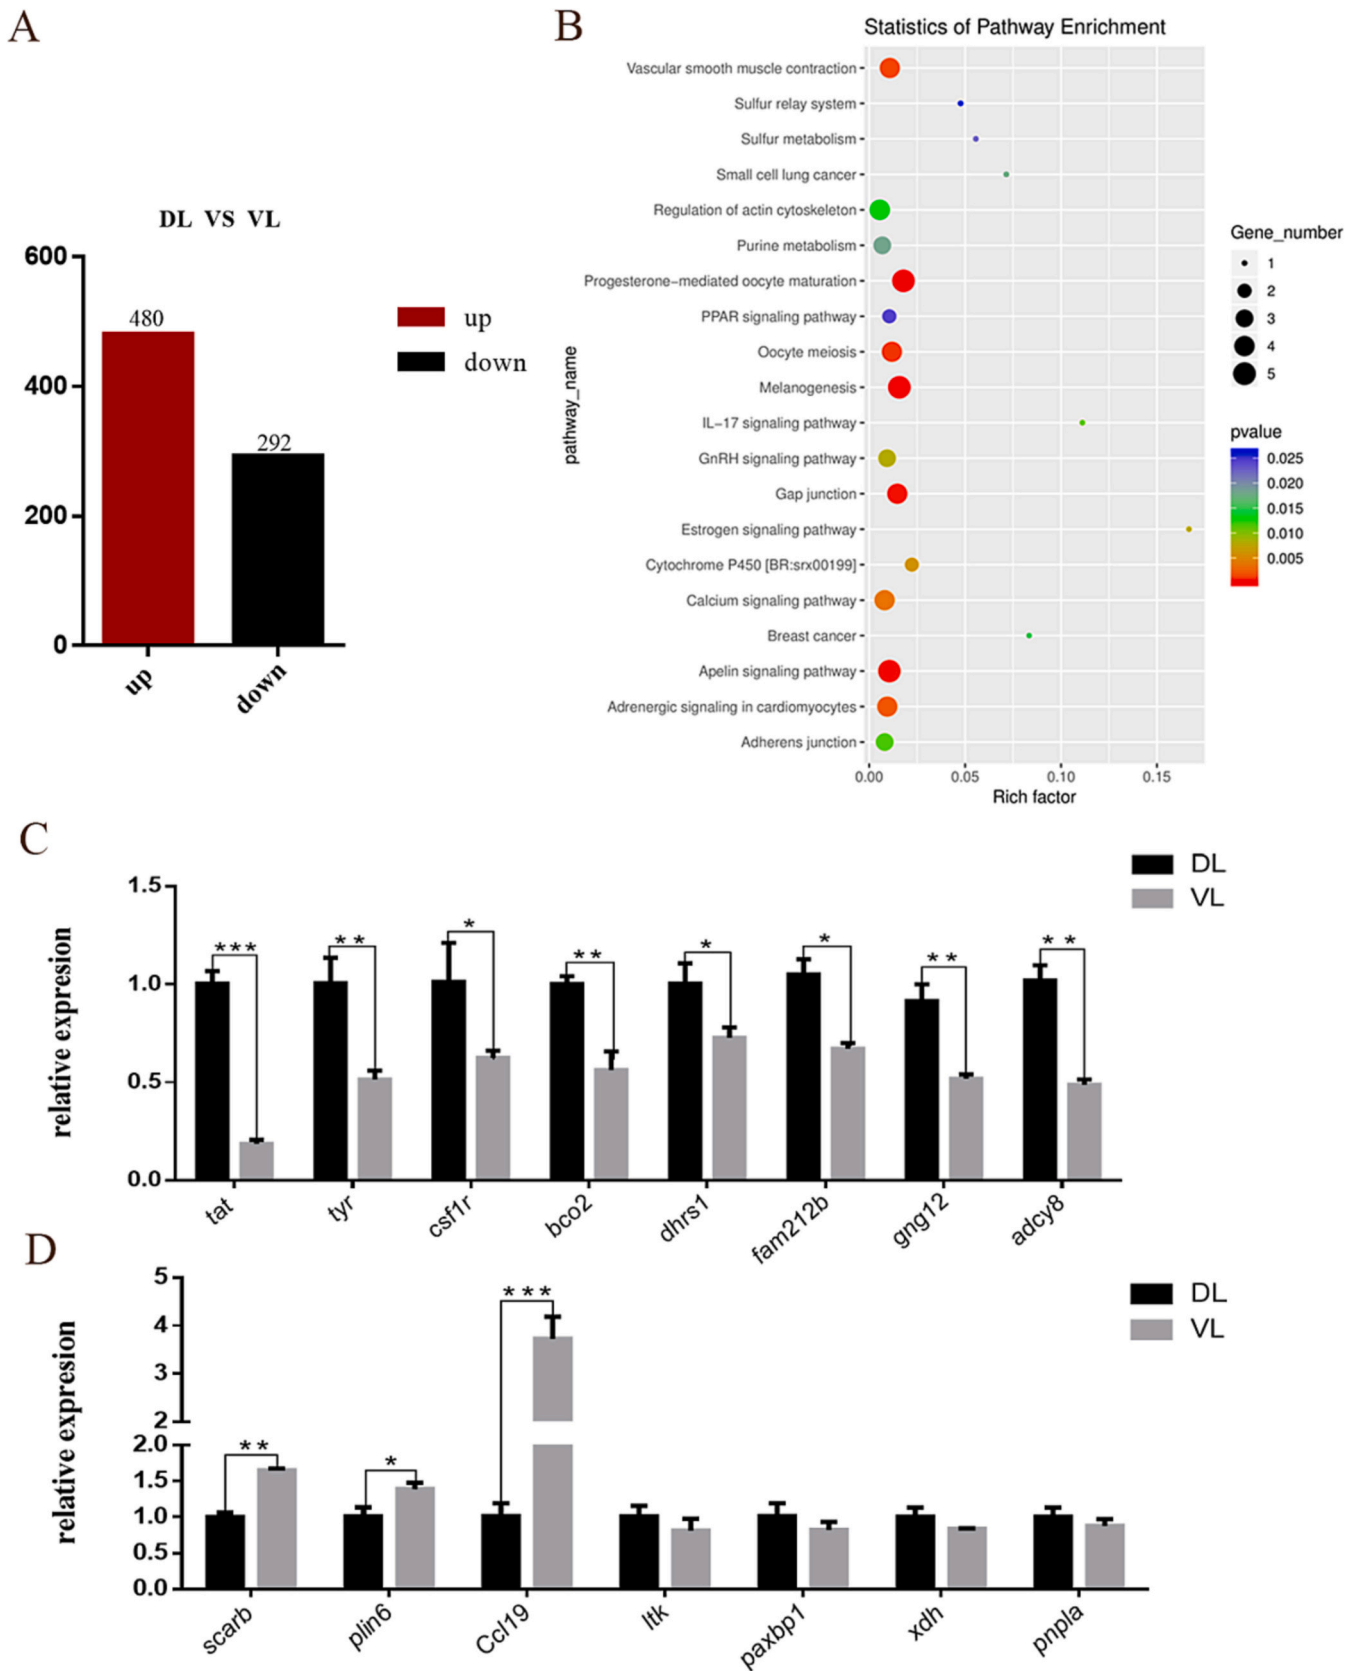 A
DL VS VL
600
400
200
0
480
292
up
down
up
down
B
Statistics of Pathway Enrichment
pathway_name
Vascular smooth muscle contraction
Sulfur relay system
Sulfur metabolism
Small cell lung cancer
Regulation of actin cytoskeleton
Purine metabolism
Progesterone−mediated oocyte maturation
PPAR signaling pathway
Oocyte meiosis
Melanogenesis
IL−17 signaling pathway
GnRH signaling pathway
Gap junction
Estrogen signaling pathway
Cytochrome P450 [BR:srx00199]
Calcium signaling pathway
Breast cancer
Apelin signaling pathway
Adrenergic signaling in cardiomyocytes
Adherens junction
0.00 0.05 0.10 0.15
Rich factor
Gene_number
1
2
3
4
5
pvalue
0.025
0.020
0.015
0.010
0.005
C
relative expresion
1.5
1.0
0.5
0.0
*** ** * ** * * ** **
tat tyr csf1r bco2 dhrs1 fam212b gng12 adcy8
DL
VL
D
relative expresion
5
4
3
2
2.0
1.5
1.0
0.5
0.0
** * ***
scarb plin6 Ccl19 ltk paxbp1 xdh pnpla
DL
VL